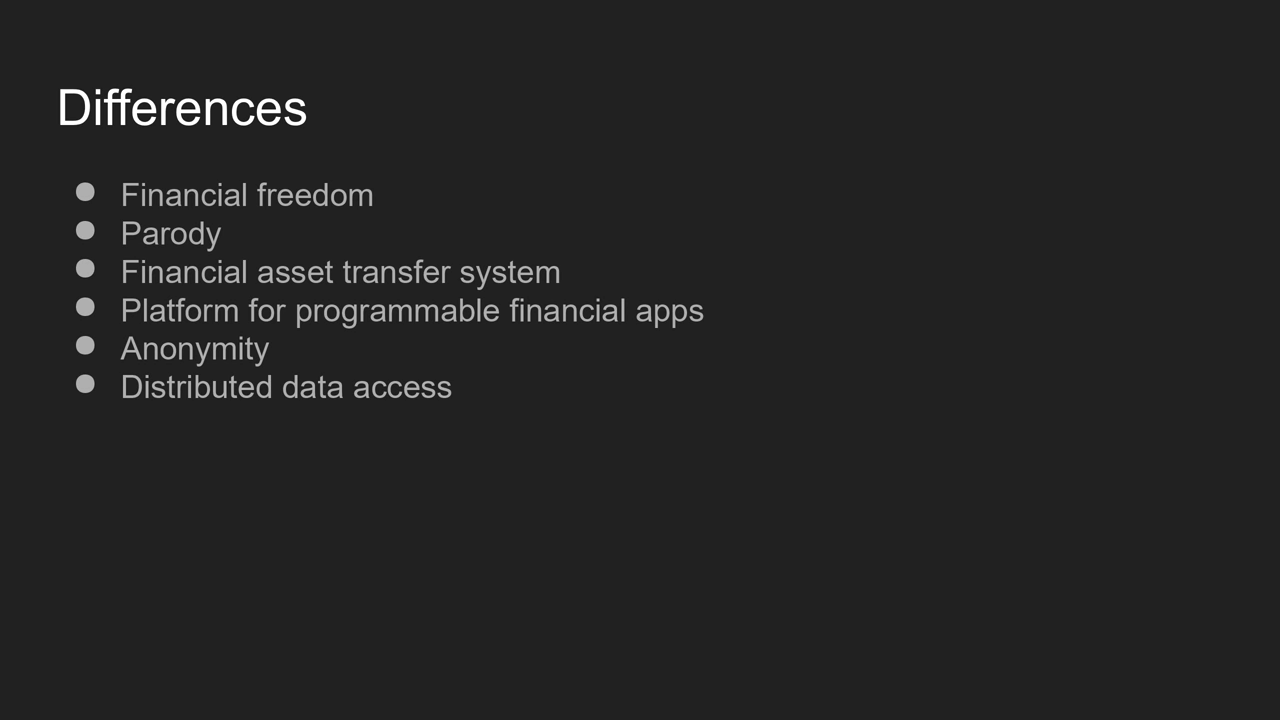 Differences
● Financial freedom
● Parody
● Financial asset transfer system
● Platform for programmable financial apps
● Anonymity
● Distributed data access